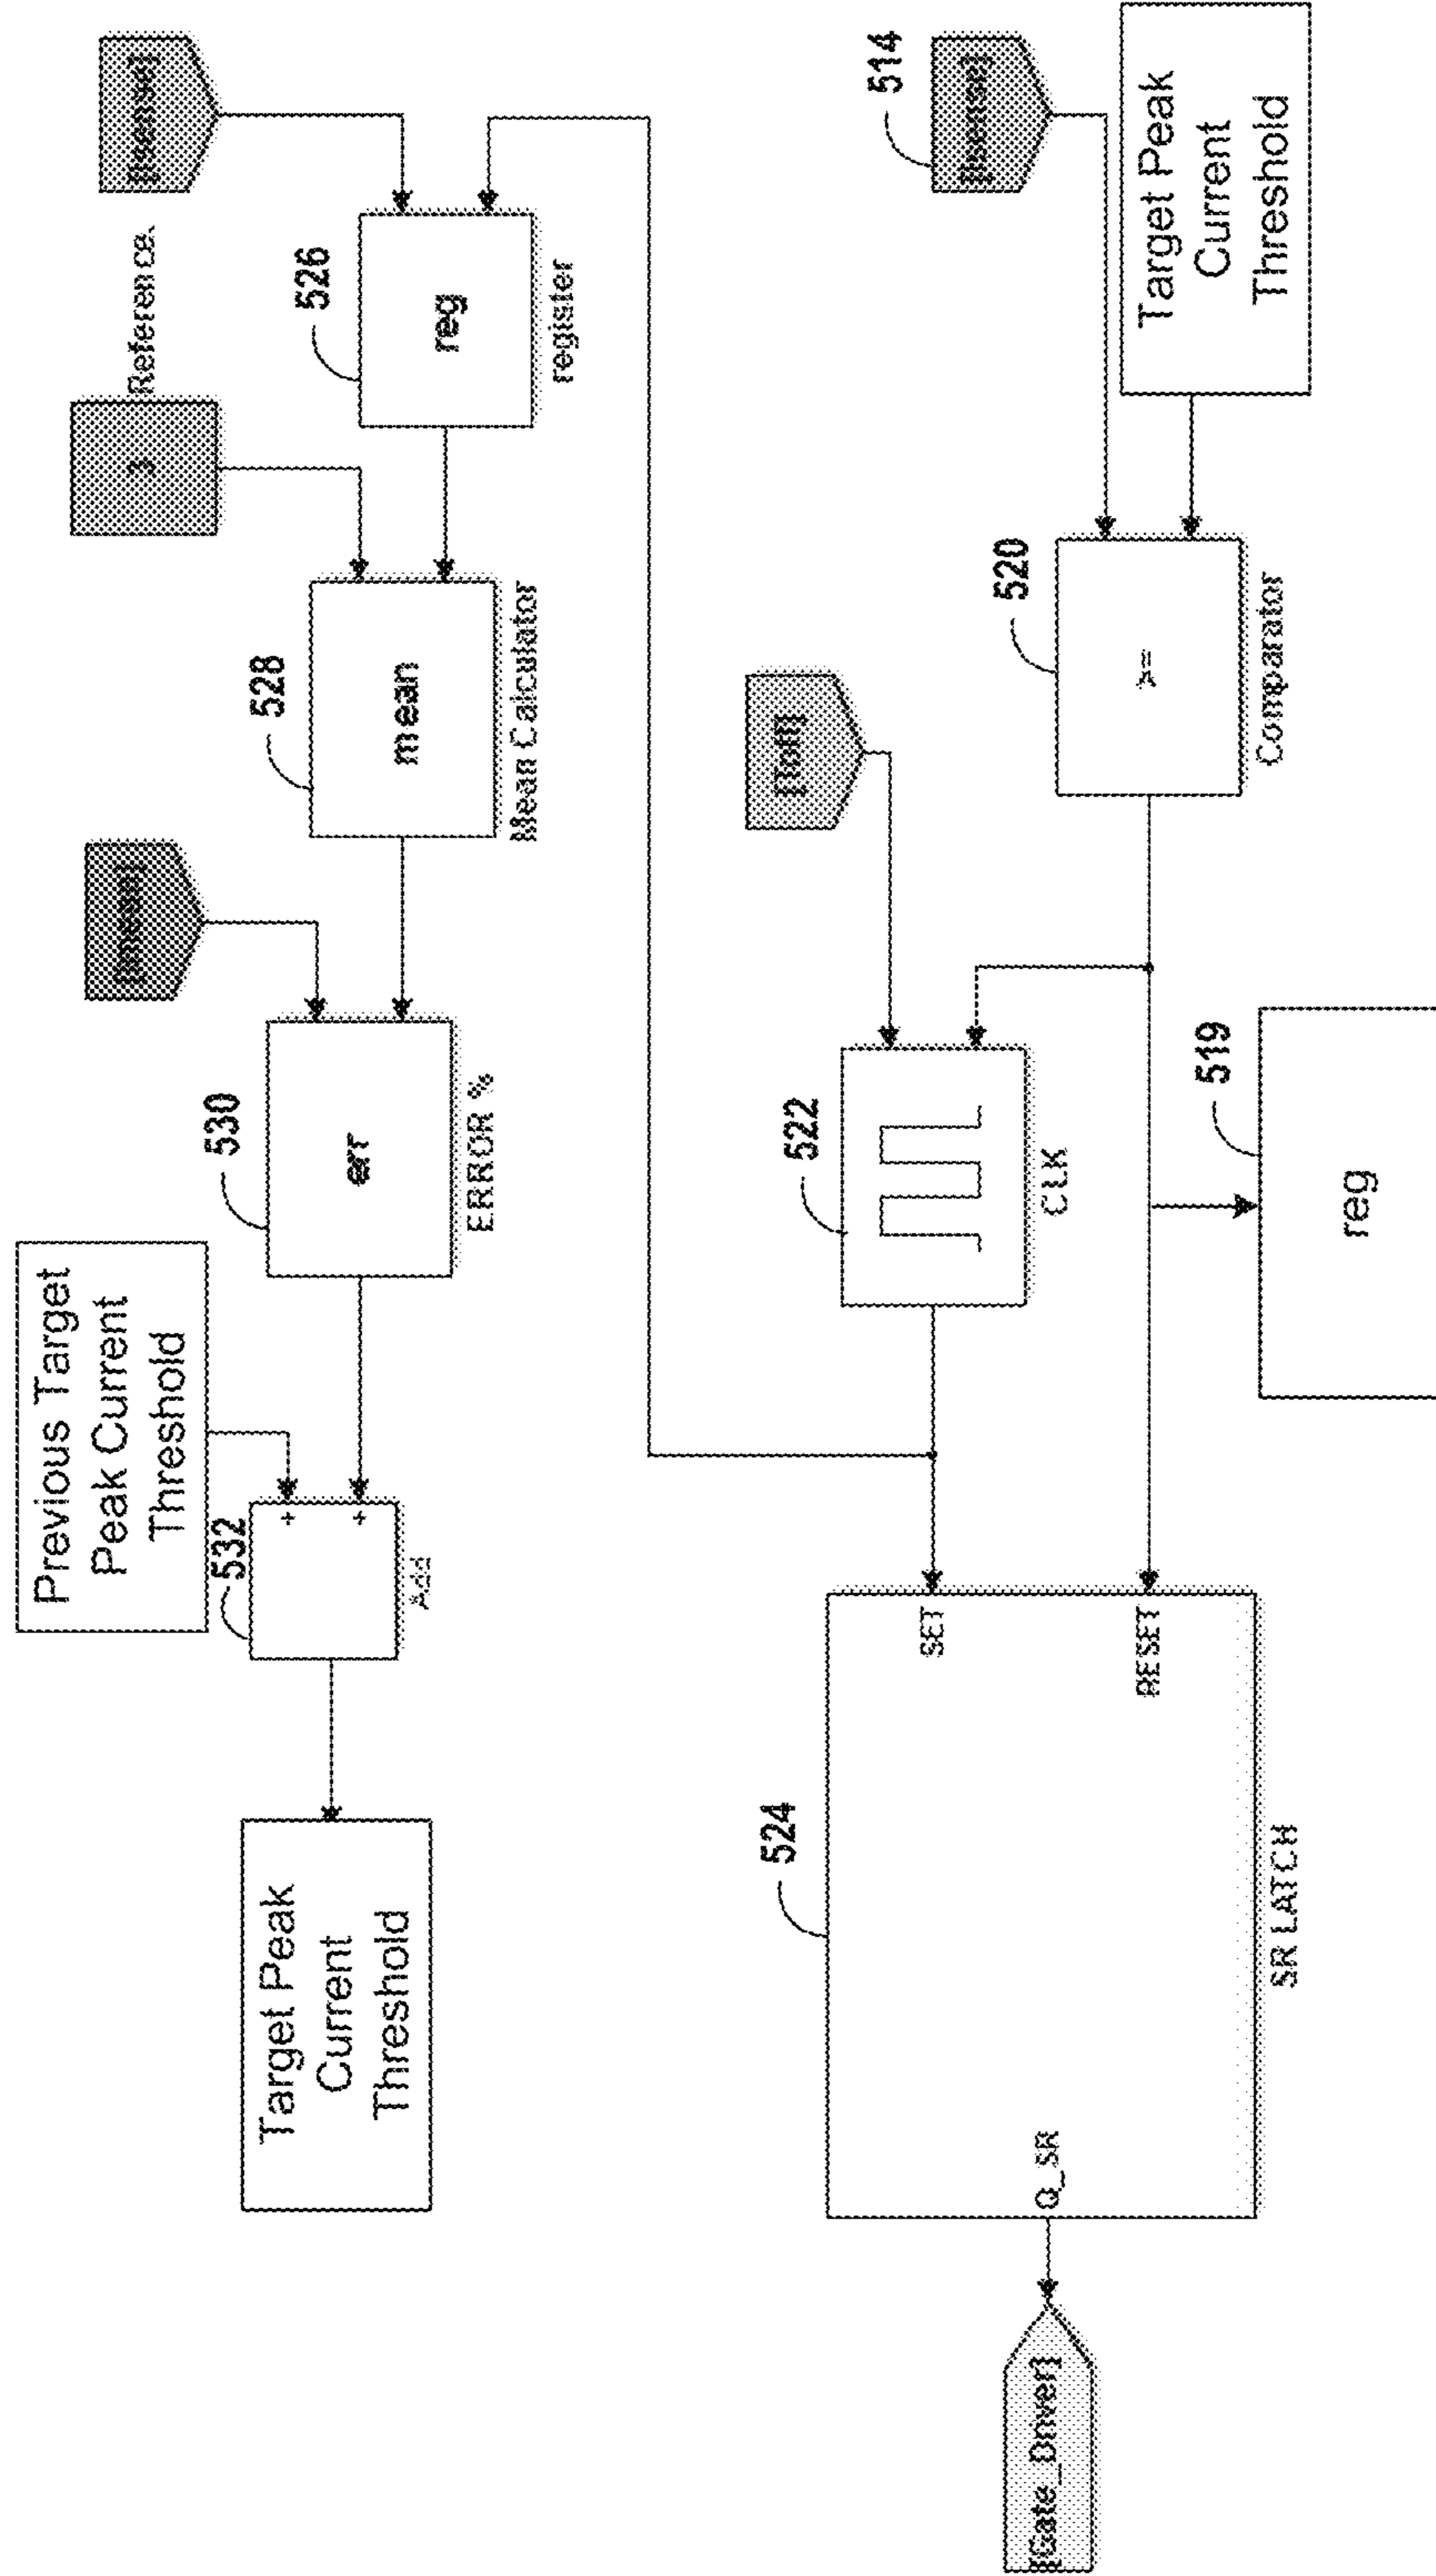 [Isense]
Reference
3
526
reg
register
528
mean
Mean Calculator
530
err
ERROR %
Previous Target
Peak Current
Threshold
532
+
+
Add
Target Peak
Current
Threshold
514
[Isense]
Target Peak
Current
Threshold
520
>=
Comparator
[Toff]
522
CLK
519
reg
524
SET
RESET
Q_SR
SR LATCH
[Gate_Driver]